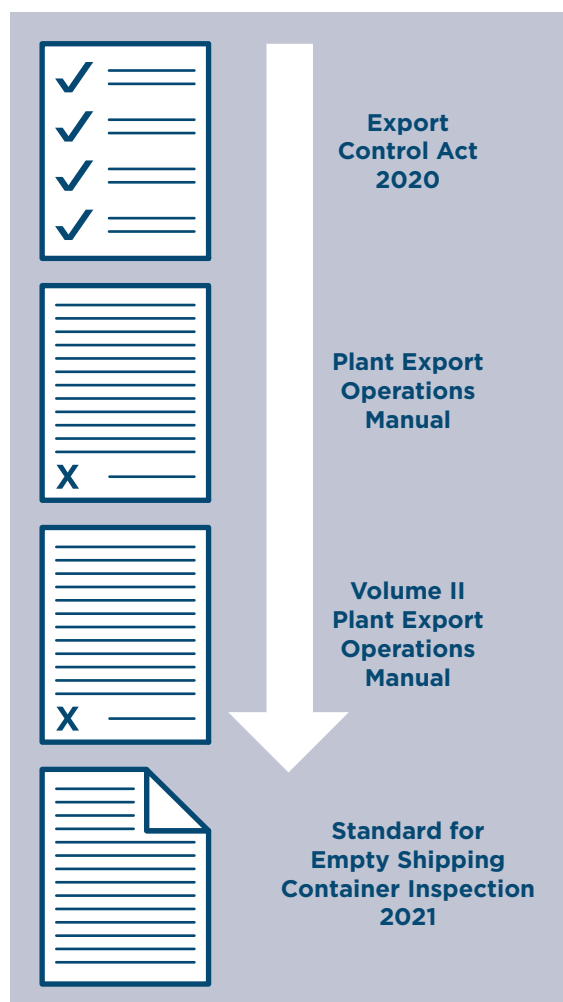 Export
Control Act
2020
Plant Export
Operations
Manual
X
Volume II
Plant Export
Operations
Manual
X
Standard for
Empty Shipping
Container Inspection
2021